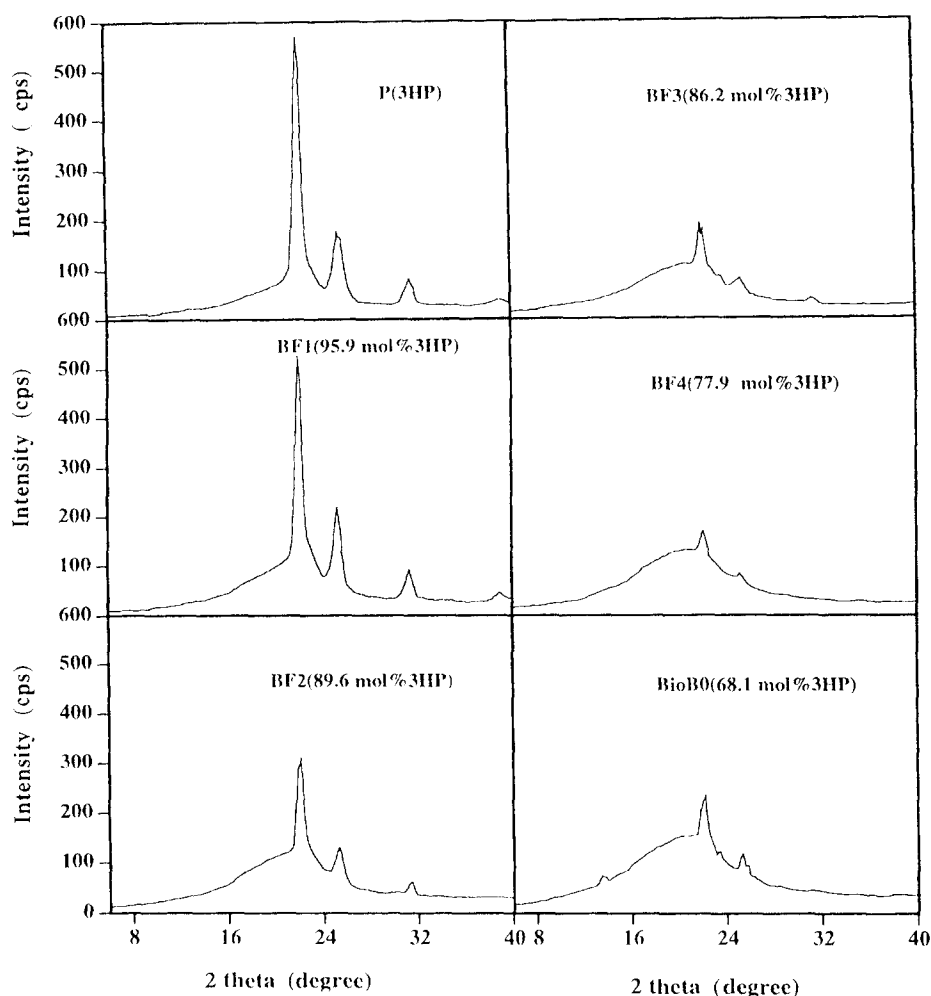 600
500
400
300
200
100
600
500
400
300
200
100
600
500
400
300
200
100
0
Intensity ( cps)
Intensity (cps)
Intensity (cps)
P(3HP)
BF3(86.2 mol%3HP)
BF1(95.9 mol%3HP)
BF4(77.9 mol%3HP)
BF2(89.6 mol%3HP)
BioB0(68.1 mol%3HP)
8 16 24 32 40 8 16 24 32 40
2 theta (degree) 2 theta (degree)